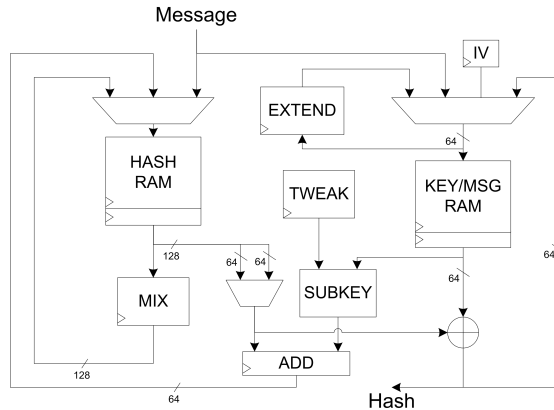 Message
IV
EXTEND
64
HASH
RAM
TWEAK
KEY/MSG
RAM
128
64
64
64
64
MIX
SUBKEY
ADD
128
64
Hash